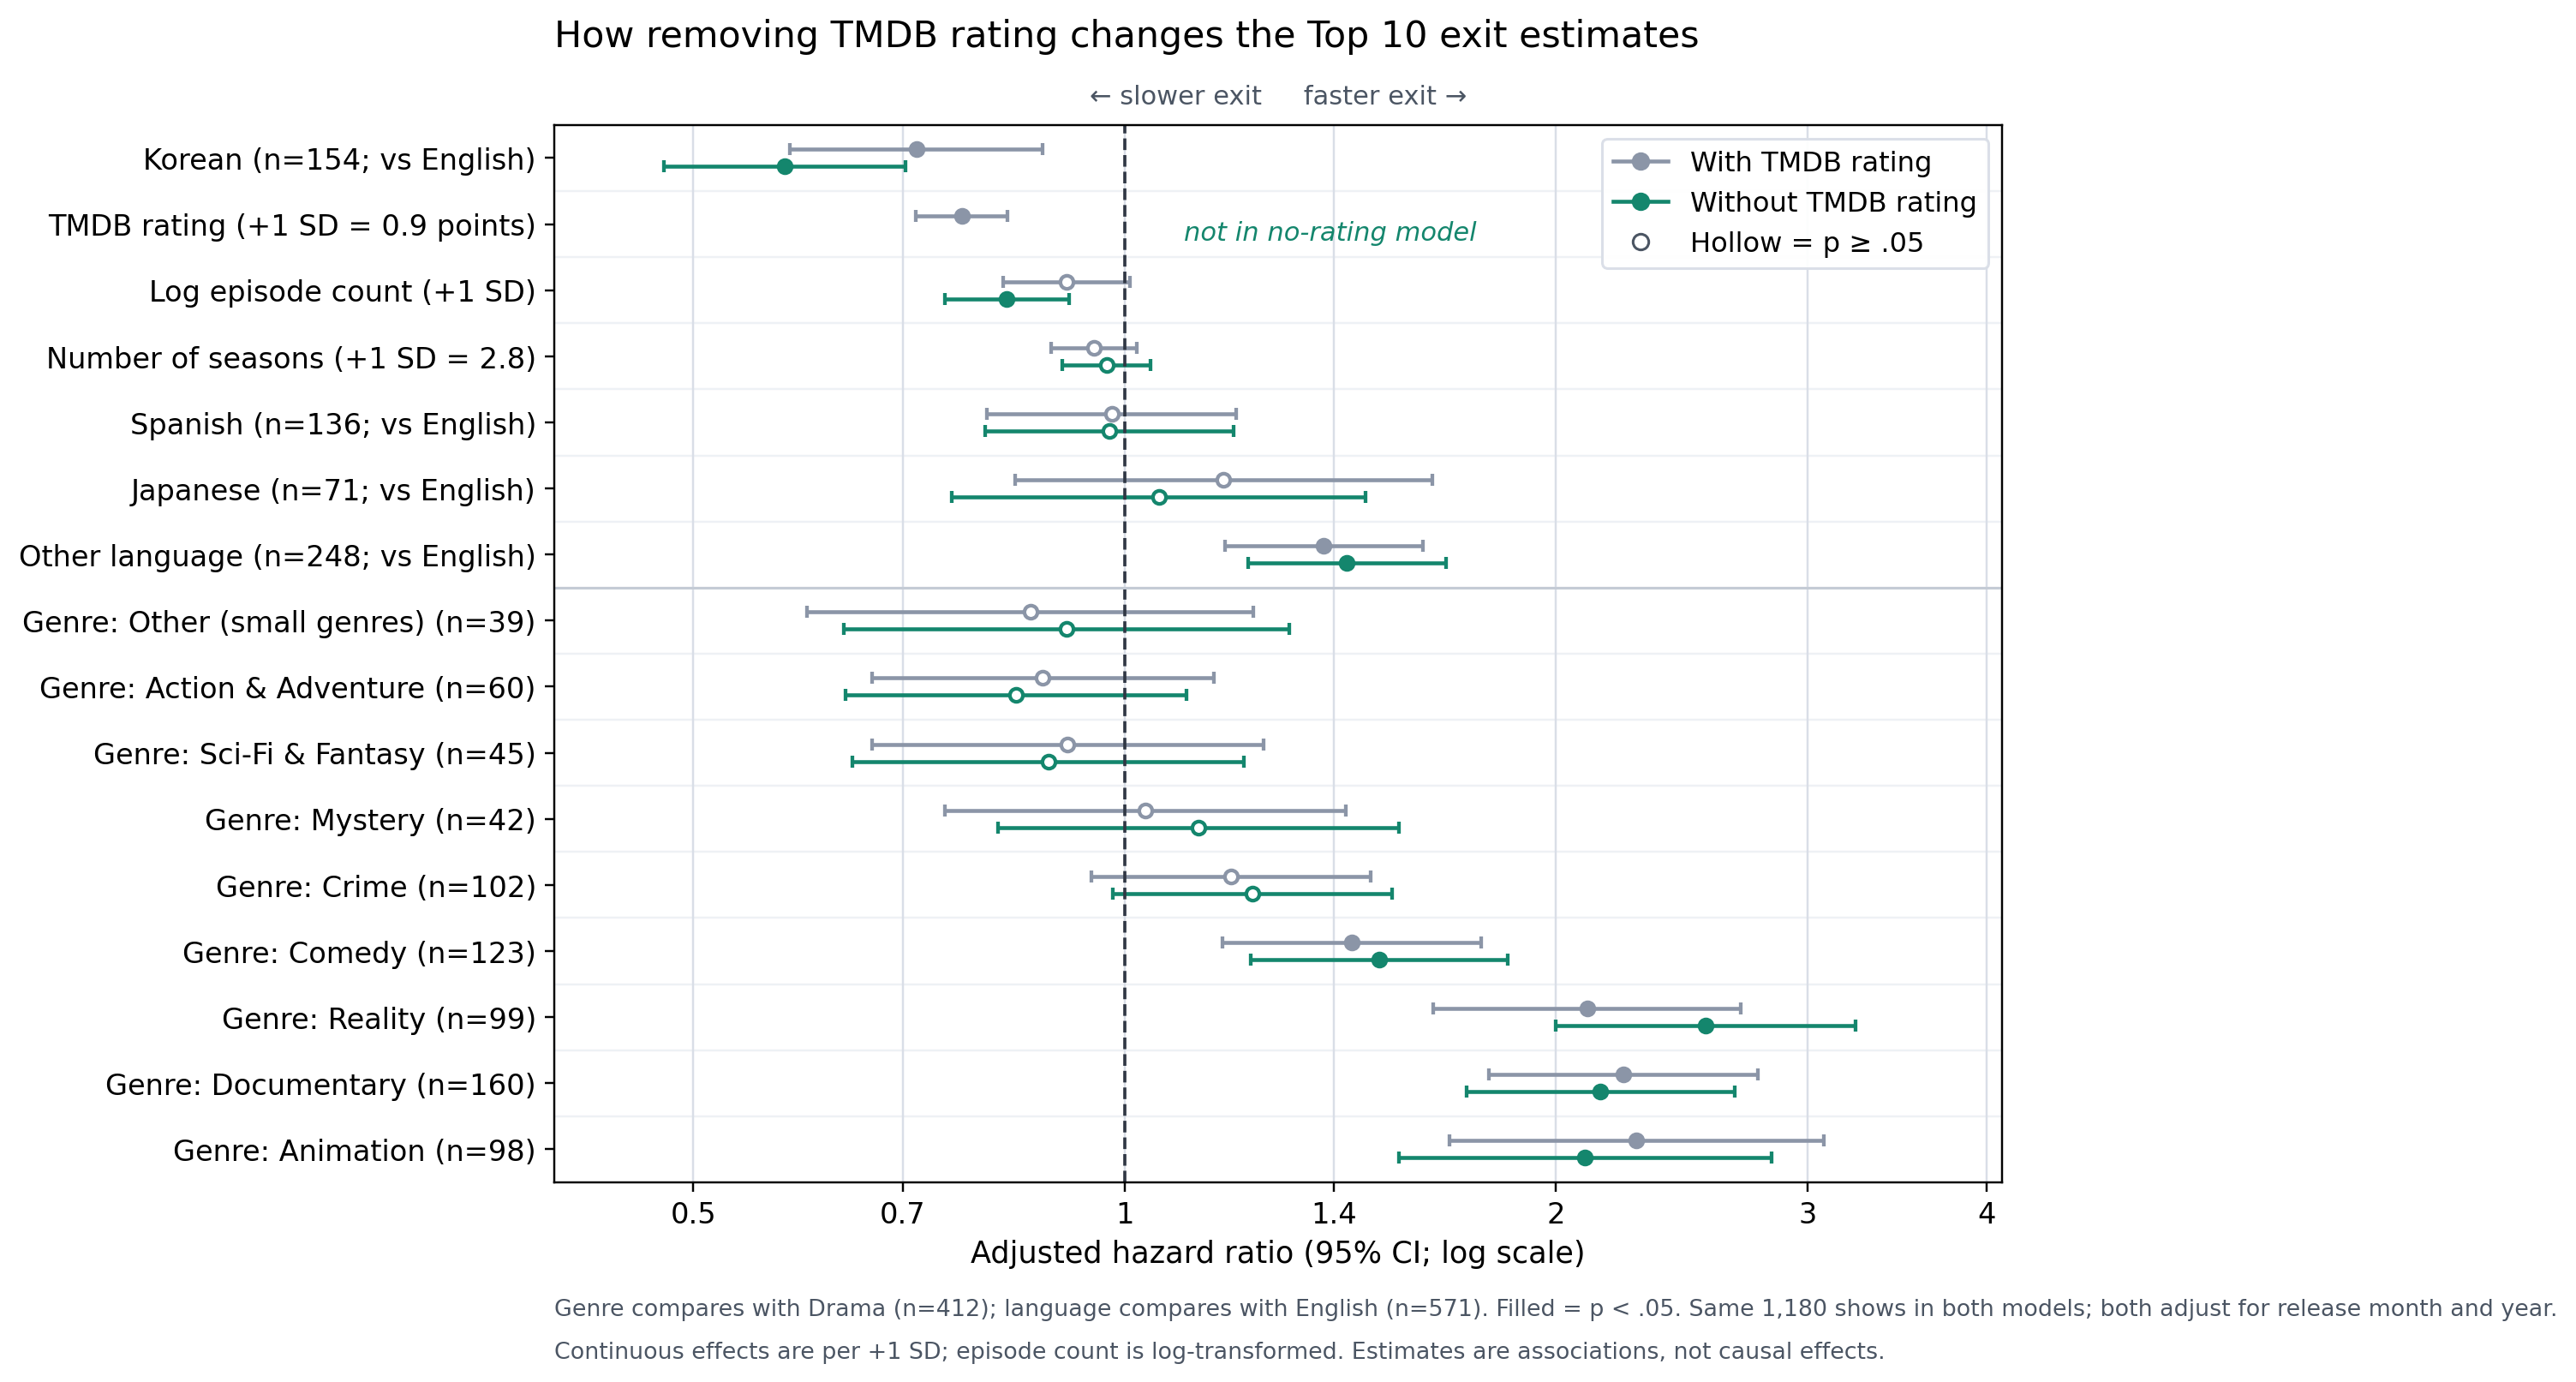 How removing TMDB rating changes the Top 10 exit estimates
← slower exit faster exit →
Korean (n=154; vs English)
TMDB rating (+1 SD = 0.9 points)
Log episode count (+1 SD)
Number of seasons (+1 SD = 2.8)
Spanish (n=136; vs English)
Japanese (n=71; vs English)
Other language (n=248; vs English)
Genre: Other (small genres) (n=39)
Genre: Action & Adventure (n=60)
Genre: Sci-Fi & Fantasy (n=45)
Genre: Mystery (n=42)
Genre: Crime (n=102)
Genre: Comedy (n=123)
Genre: Reality (n=99)
Genre: Documentary (n=160)
Genre: Animation (n=98)
With TMDB rating
Without TMDB rating
Hollow = p ≥ .05
not in no-rating model
0.5 0.7 1 1.4 2 3 4
Adjusted hazard ratio (95% CI; log scale)
Genre compares with Drama (n=412); language compares with English (n=571). Filled = p < .05. Same 1,180 shows in both models; both adjust for release month and year.
Continuous effects are per +1 SD; episode count is log-transformed. Estimates are associations, not causal effects.